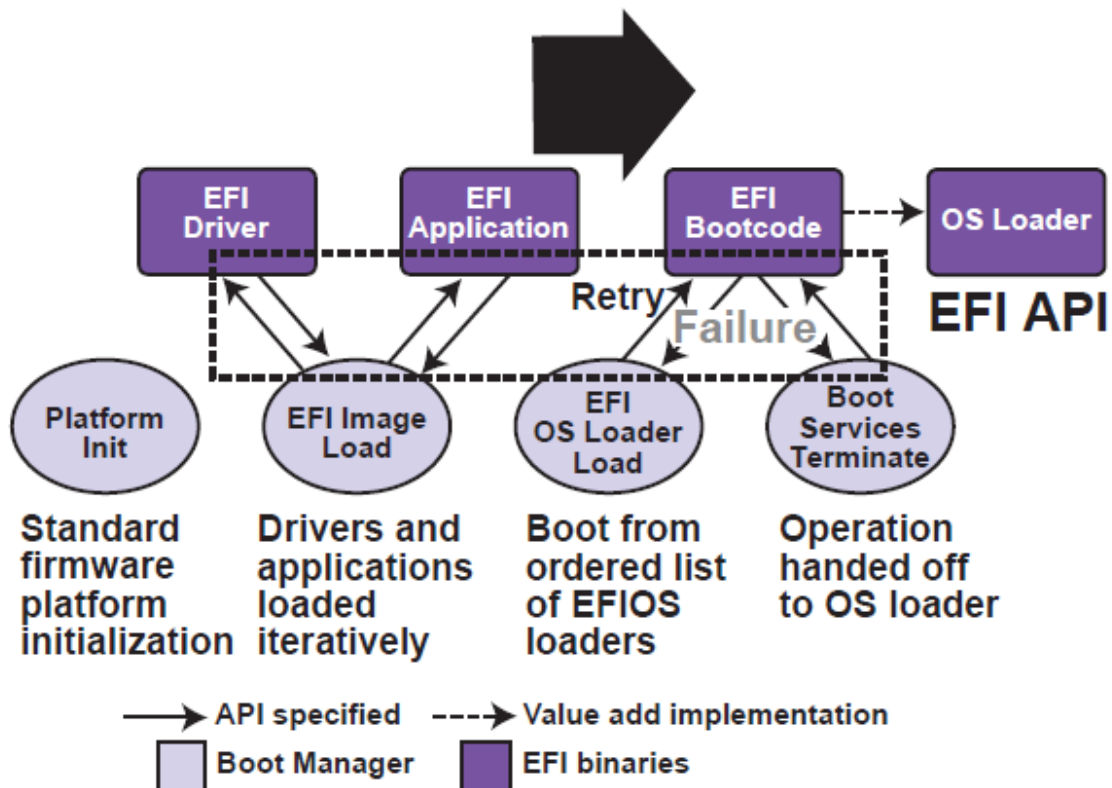 EFI
Driver
EFI
Application
EFI
Bootcode
OS Loader
Retry
Failure
EFI API
Platform
Init
EFI Image
Load
EFI
OS Loader
Load
Boot
Services
Terminate
Standard
firmware
platform
initialization
Drivers and
applications
loaded
iteratively
Boot from
ordered list
of EFIOS
loaders
Operation
handed off
to OS loader
API specified
Value add implementation
Boot Manager
EFI binaries